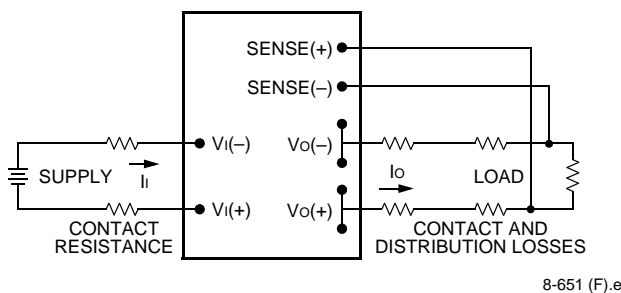 SENSE(+)
SENSE(–)
VI(–)
VO(–)
SUPPLY
II
IO
LOAD
VI(+)
VO(+)
CONTACT
RESISTANCE
CONTACT AND
DISTRIBUTION LOSSES
8-651 (F).e